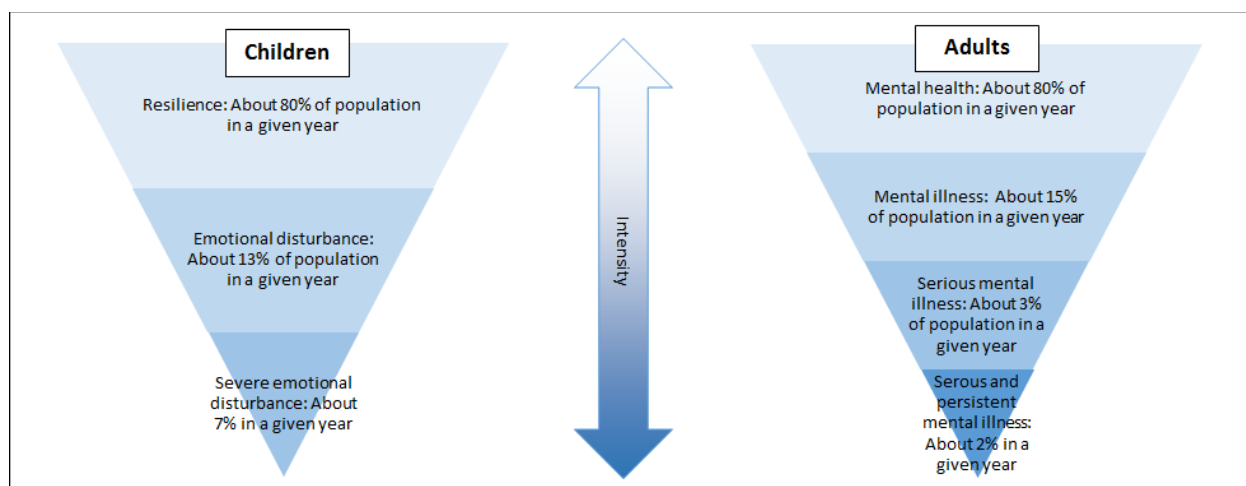 Children
Resilience: About 80% of population
in a given year
Emotional disturbance:
About 13% of population
in a given year
Severe emotional
disturbance: About
7% in a given year
Intensity
Adults
Mental health: About 80% of
population in a given year
Mental illness: About 15%
of population in a given year
Serious mental
illness: About 3%
of population in a
given year
Serous and
persistent
mental illness:
About 2% in a
given year